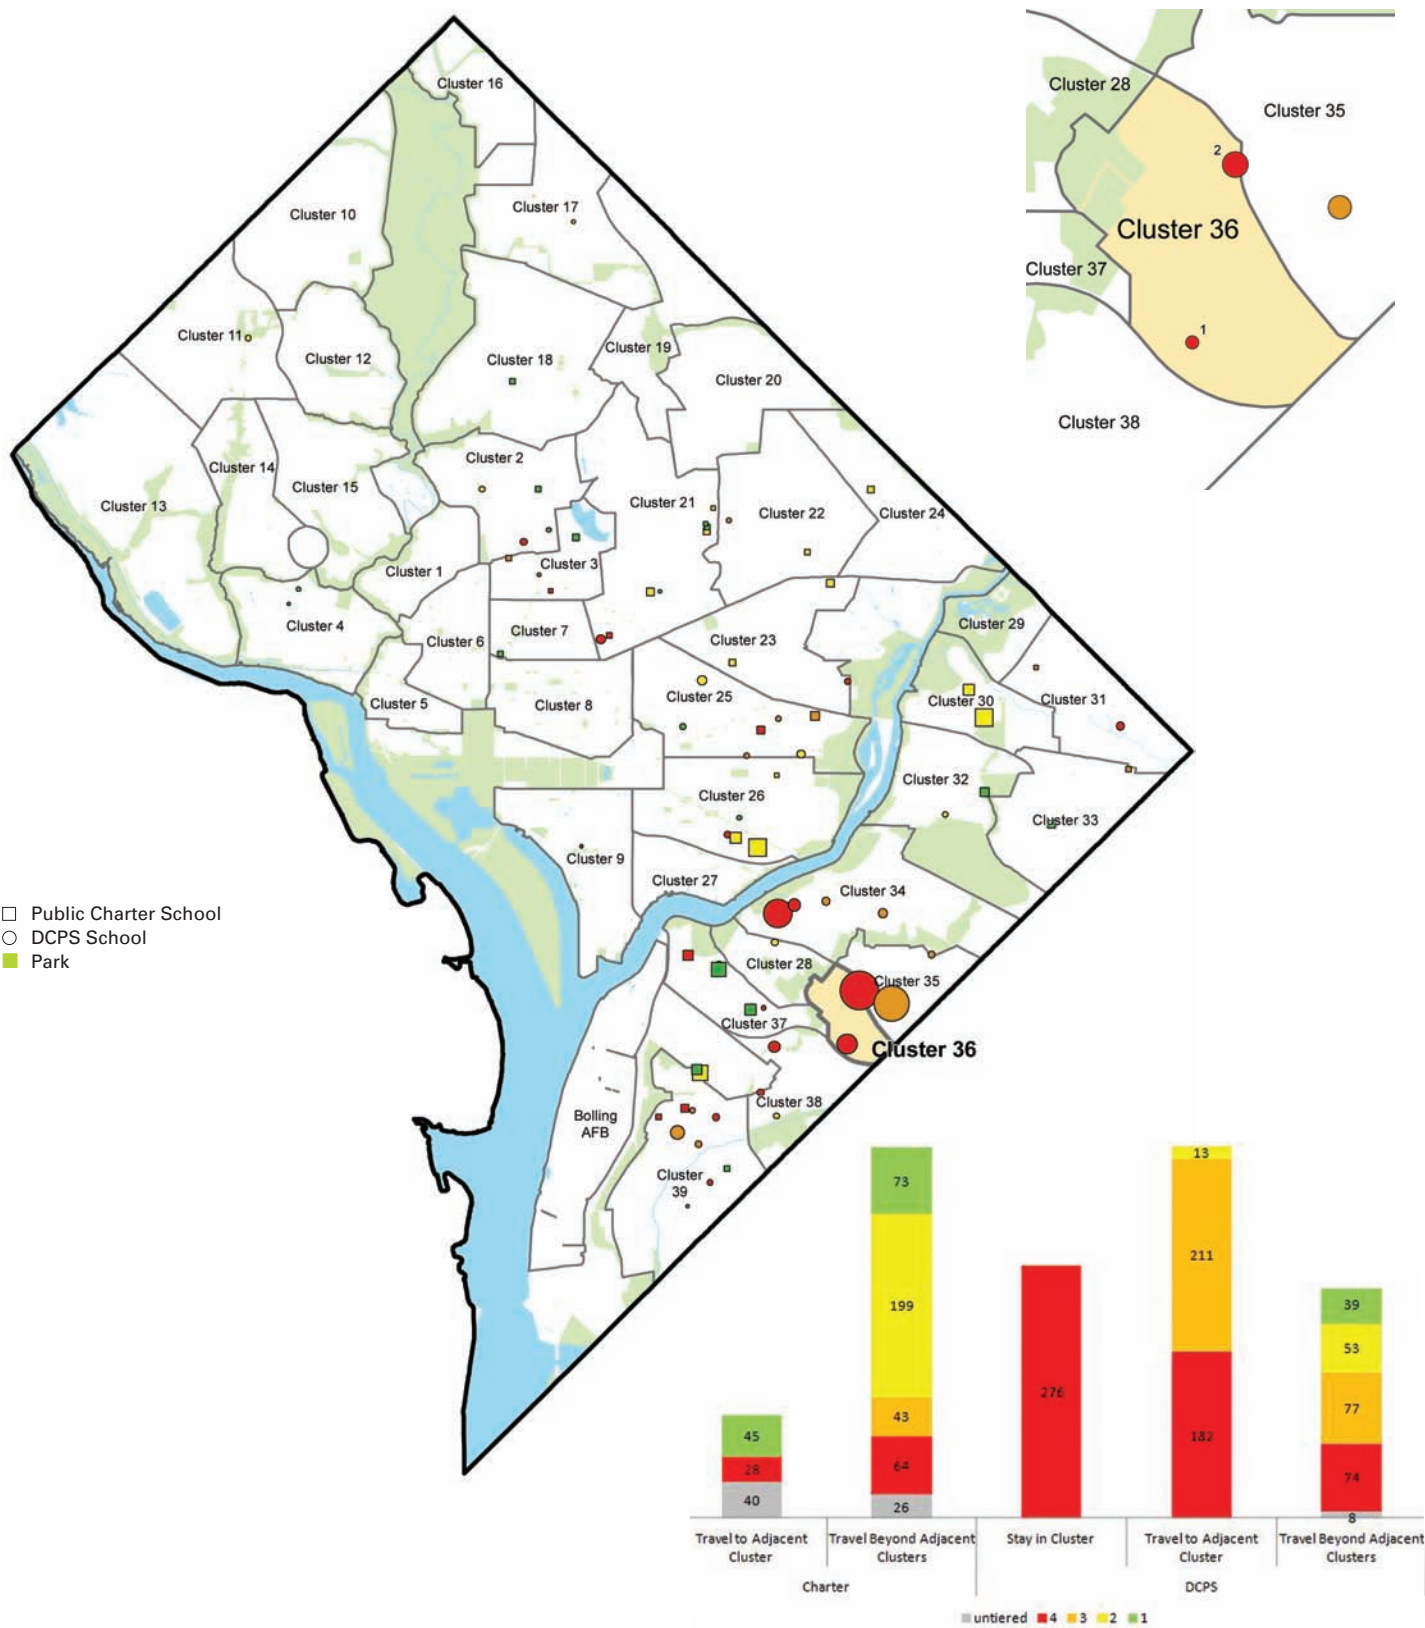 Cluster 16
Cluster 10
Cluster 17
Cluster 11
Cluster 12
Cluster 18
Cluster 19
Cluster 20
Cluster 2
Cluster 14
Cluster 15
Cluster 13
Cluster 21
Cluster 22
Cluster 24
Cluster 1
Cluster 3
Cluster 4
Cluster 6
Cluster 7
Cluster 23
Cluster 29
Cluster 5
Cluster 8
Cluster 25
Cluster 30
Cluster 31
Cluster 26
Cluster 32
Cluster 33
Cluster 9
Cluster 27
Cluster 34
Cluster 28
Cluster 35
Cluster 37
Cluster 36
Cluster 38
Bolling
AFB
Cluster
39
Cluster 28
Cluster 35
2
Cluster 36
Cluster 37
1
Cluster 38
Public Charter School
DCPS School
Park
45
28
40
73
199
43
64
26
276
13
211
182
39
53
77
74
8
Travel to Adjacent
Cluster
Travel Beyond Adjacent
Clusters
Stay in Cluster
Travel to Adjacent
Cluster
Travel Beyond Adjacent
Clusters
Charter
DCPS
untiered 4 3 2 1